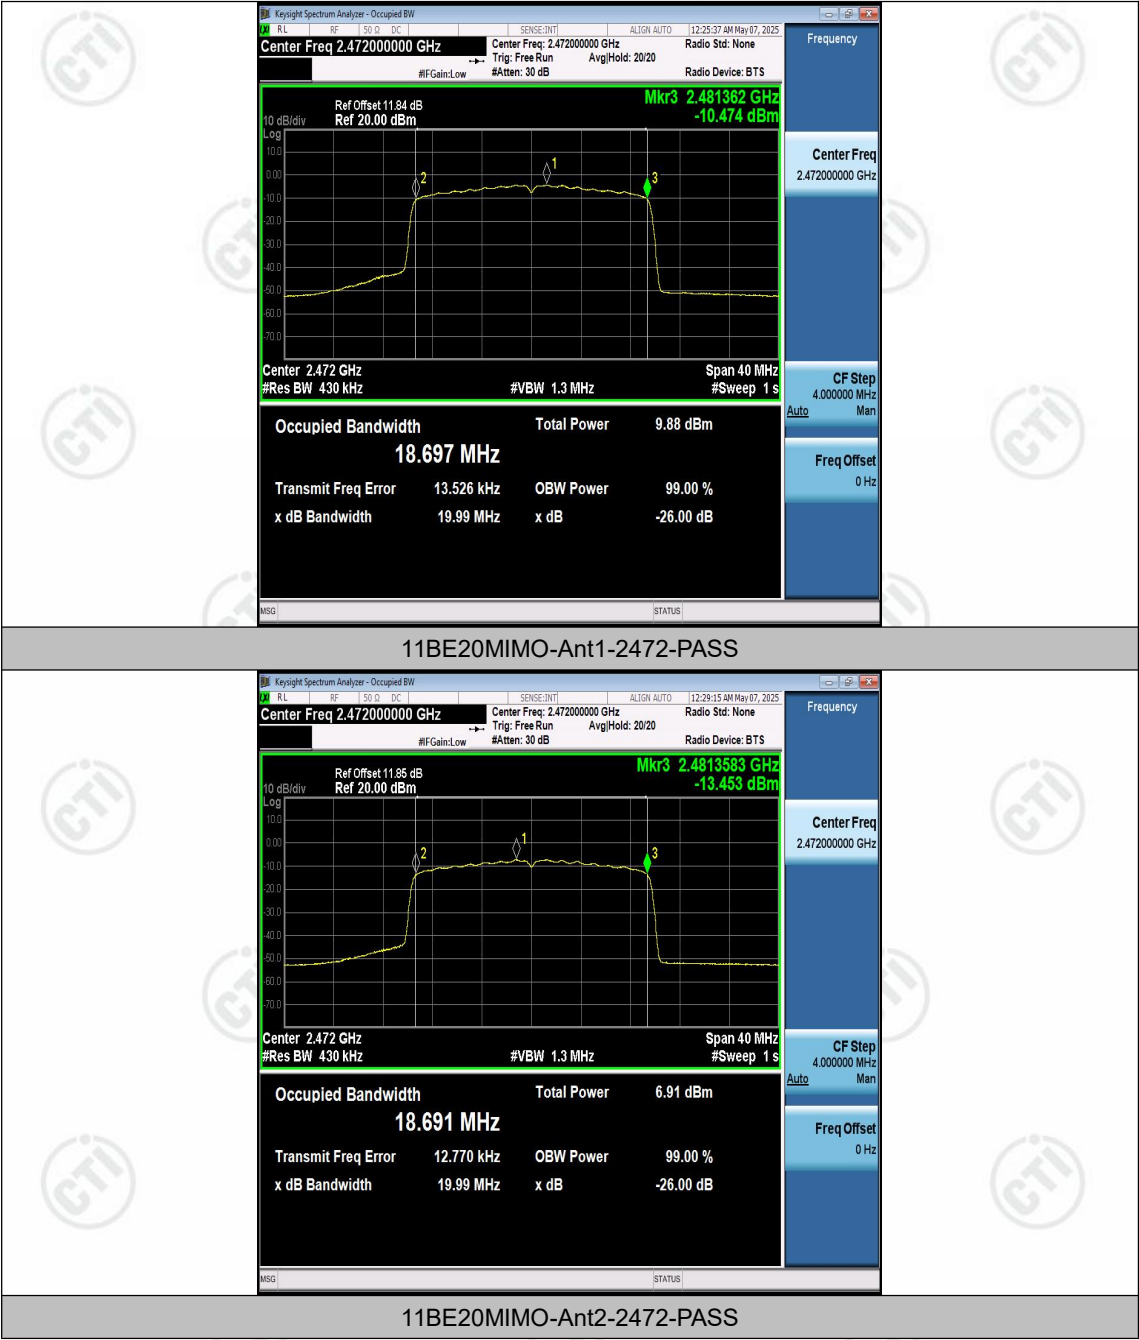 Keysight Spectrum Analyzer - Occupied BW
RL RF 50 Ω DC SENSE:INT ALIGN AUTO 12:25:37 AM May 07, 2025
Center Freq 2.472000000 GHz Center Freq: 2.472000000 GHz Radio Std: None Frequency
Trig: Free Run Avg|Hold: 20/20
#IFGain:Low #Atten: 30 dB Radio Device: BTS
Mkr3 2.481362 GHz
Ref Offset 11.84 dB
10 dB/div Ref 20.00 dBm -10.474 dBm
Log
10.0
0.00
-10.0
-20.0
-30.0
-40.0
-50.0
-60.0
-70.0
2 1 3
Center Freq
2.472000000 GHz
Center 2.472 GHz Span 40 MHz
#Res BW 430 kHz #VBW 1.3 MHz #Sweep 1 s
CF Step
4.000000 MHz
Auto Man
Occupied Bandwidth Total Power 9.88 dBm
18.697 MHz
Freq Offset
0 Hz
Transmit Freq Error 13.526 kHz OBW Power 99.00 %
x dB Bandwidth 19.99 MHz x dB -26.00 dB
MSG STATUS
11BE20MIMO-Ant1-2472-PASS
Keysight Spectrum Analyzer - Occupied BW
RL RF 50 Ω DC SENSE:INT ALIGN AUTO 12:29:15 AM May 07, 2025
Center Freq 2.472000000 GHz Center Freq: 2.472000000 GHz Radio Std: None Frequency
Trig: Free Run Avg|Hold: 20/20
#IFGain:Low #Atten: 30 dB Radio Device: BTS
Mkr3 2.4813583 GHz
Ref Offset 11.85 dB
10 dB/div Ref 20.00 dBm -13.453 dBm
Log
10.0
0.00
-10.0
-20.0
-30.0
-40.0
-50.0
-60.0
-70.0
2 1 3
Center Freq
2.472000000 GHz
Center 2.472 GHz Span 40 MHz
#Res BW 430 kHz #VBW 1.3 MHz #Sweep 1 s
CF Step
4.000000 MHz
Auto Man
Occupied Bandwidth Total Power 6.91 dBm
18.691 MHz
Freq Offset
0 Hz
Transmit Freq Error 12.770 kHz OBW Power 99.00 %
x dB Bandwidth 19.99 MHz x dB -26.00 dB
MSG STATUS
11BE20MIMO-Ant2-2472-PASS
CTI
CTI
CTI
CTI
CTI
CTI
CTI
CTI
CTI
CTI